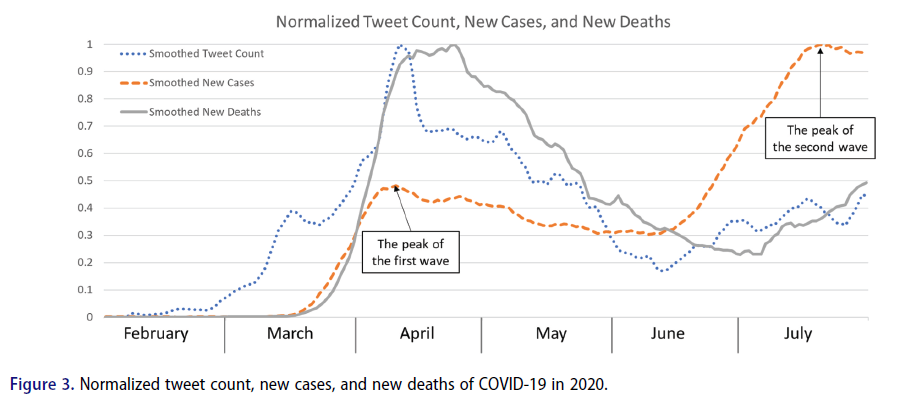 Normalized Tweet Count, New Cases, and New Deaths
1
0.9
0.8
0.7
0.6
0.5
0.4
0.3
0.2
0.1
0
Smoothed Tweet Count
Smoothed New Cases
Smoothed New Deaths
The peak of
the first wave
The peak of
the second wave
February
March
April
May
June
July
Figure 3. Normalized tweet count, new cases, and new deaths of COVID-19 in 2020.